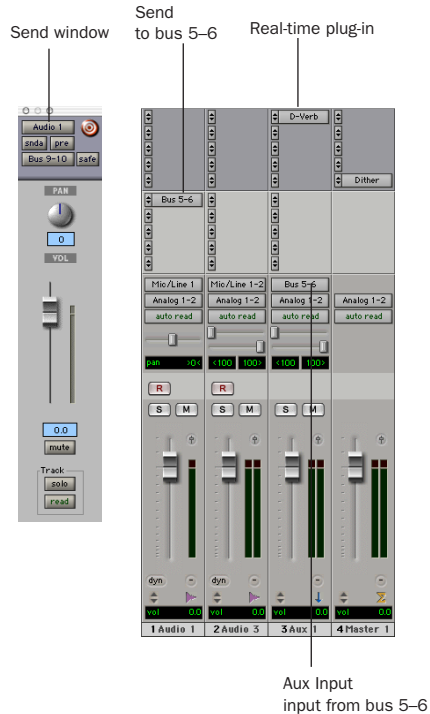 Send window
Send
to bus 5–6
Real-time plug-in
Audio 1
snda pre
Bus 9-10 safe
PAN
0
VOL
0.0
mute
Track
solo
read
D-Verb
Dither
Bus 5-6
Mic/Line 1 Mic/Line 1-2 Bus 5-6
Analog 1-2 Analog 1-2 Analog 1-2 Analog 1-2
auto read auto read auto read auto read
pan >0< <100 100> <100 100>
R R
S M S M S M
dyn dyn
vol 0.0 vol 0.0 vol 0.0 vol 0.0
1 Audio 1 2 Audio 3 3 Aux 1 4 Master 1
Aux Input
input from bus 5–6